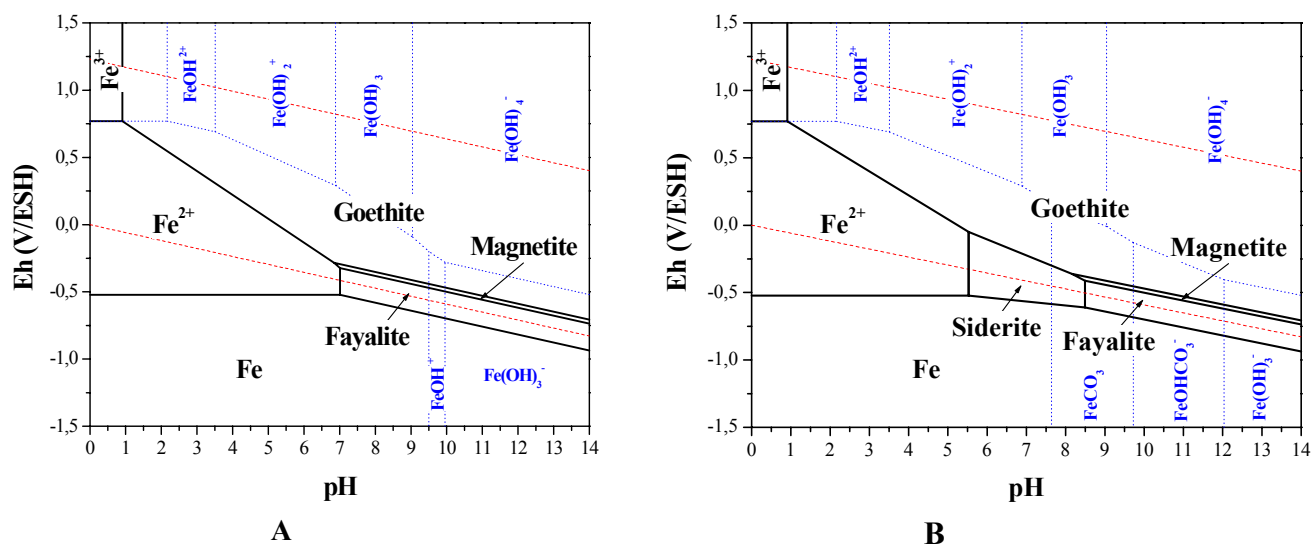 1,5
1,0
0,5
0,0
-0,5
-1,0
-1,5
Eh (V/ESH)
0 1 2 3 4 5 6 7 8 9 10 11 12 13 14
pH
Fe3+
FeOH2+
Fe(OH)2+
Fe(OH)3
Fe(OH)4-
Fe2+
Goethite
Magnetite
Fayalite
Fe
FeOH+
Fe(OH)3-
A
1,5
1,0
0,5
0,0
-0,5
-1,0
-1,5
Eh (V/ESH)
0 1 2 3 4 5 6 7 8 9 10 11 12 13 14
pH
Fe3+
FeOH2+
Fe(OH)2+
Fe(OH)3
Fe(OH)4-
Fe2+
Goethite
Magnetite
Siderite
Fayalite
Fe
FeCO3
FeOHCO3-
Fe(OH)3-
B